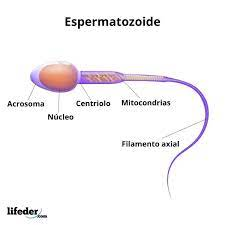 Espermatozoide
Acrosoma
Núcleo
Centriolo
Mitocondrias
Filamento axial
lifeder.com